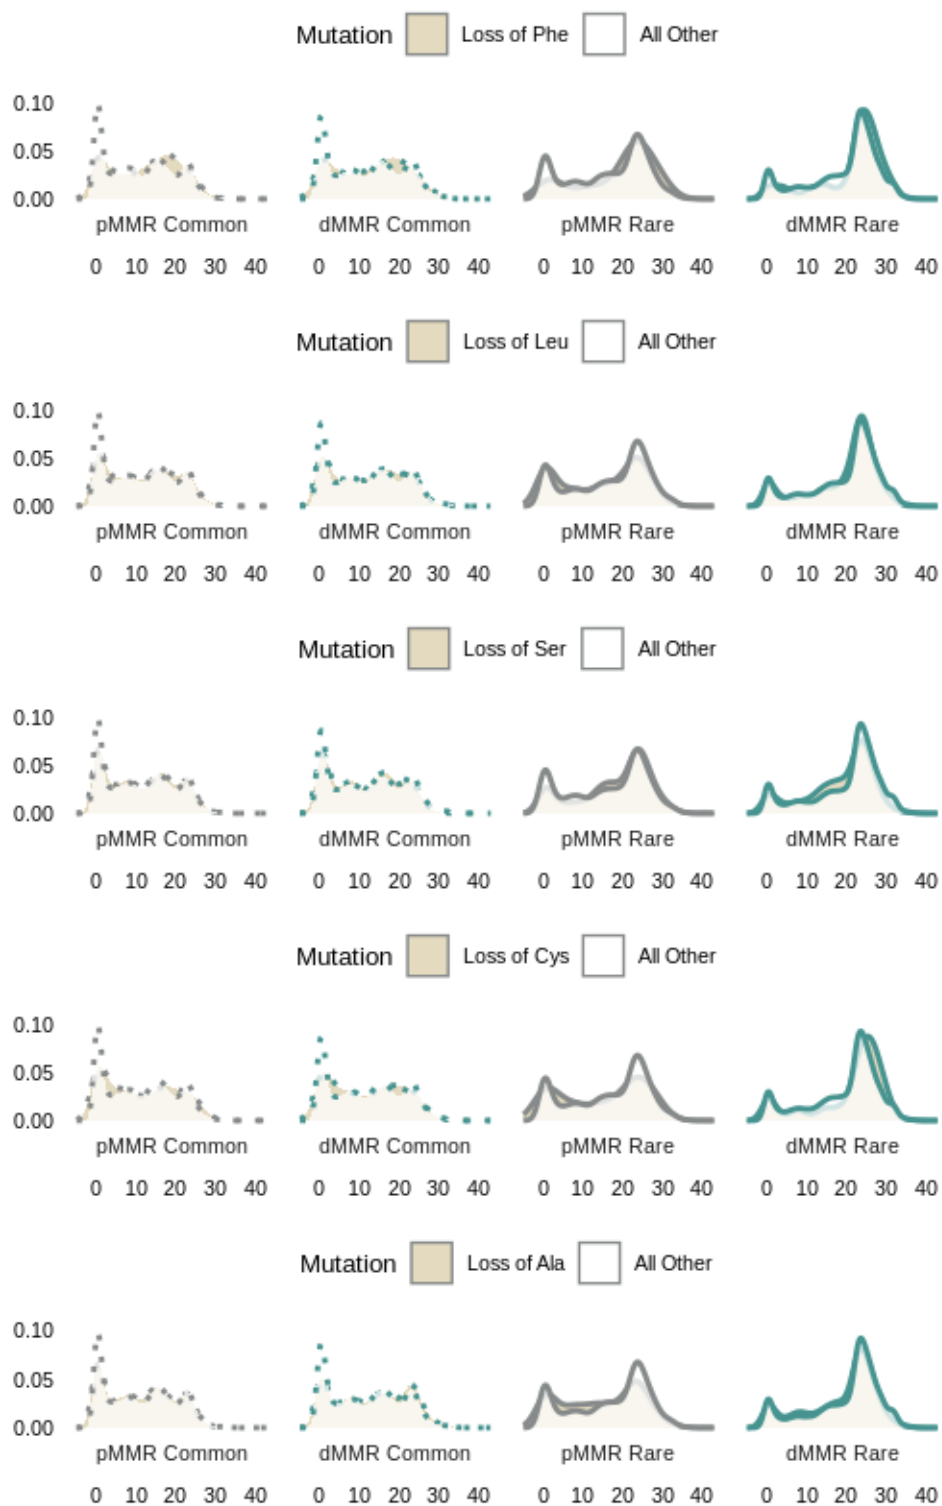 Mutation Loss of Phe All Other
0.10
0.05
0.00
pMMR Common dMMR Common pMMR Rare dMMR Rare
0 10 20 30 40 0 10 20 30 40 0 10 20 30 40 0 10 20 30 40
Mutation Loss of Leu All Other
0.10
0.05
0.00
pMMR Common dMMR Common pMMR Rare dMMR Rare
0 10 20 30 40 0 10 20 30 40 0 10 20 30 40 0 10 20 30 40
Mutation Loss of Ser All Other
0.10
0.05
0.00
pMMR Common dMMR Common pMMR Rare dMMR Rare
0 10 20 30 40 0 10 20 30 40 0 10 20 30 40 0 10 20 30 40
Mutation Loss of Cys All Other
0.10
0.05
0.00
pMMR Common dMMR Common pMMR Rare dMMR Rare
0 10 20 30 40 0 10 20 30 40 0 10 20 30 40 0 10 20 30 40
Mutation Loss of Ala All Other
0.10
0.05
0.00
pMMR Common dMMR Common pMMR Rare dMMR Rare
0 10 20 30 40 0 10 20 30 40 0 10 20 30 40 0 10 20 30 40